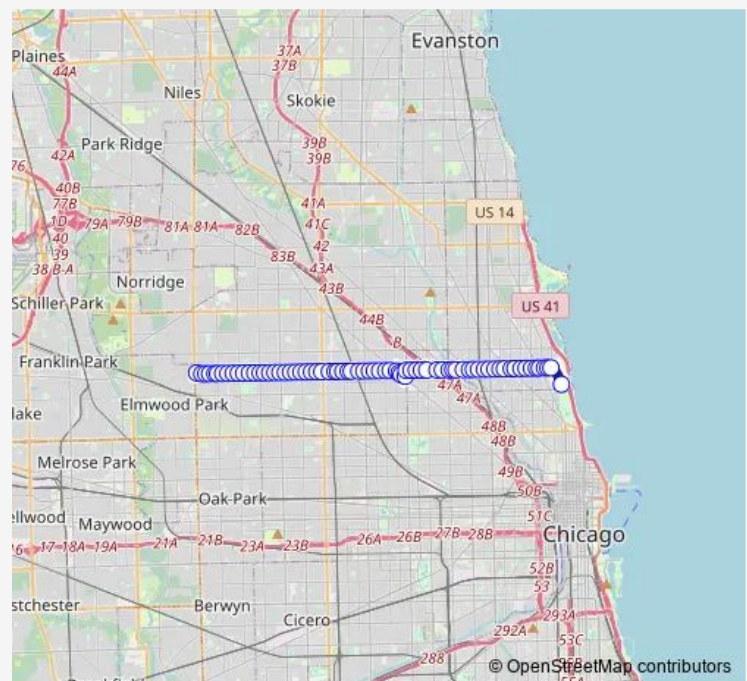 Evanston
37A
37B
Plaines
44A
Niles
Skokie
39B
39B
Park Ridge
42A
76
40B
77B
1D
40
39
38 B-A
79A 79B
81A 81A
82B
41A
41C
42
43A
43B
83B
US 14
Norridge
Schiller Park
44B
B
US 41
Franklin Park
47A
47A
Elmwood Park
lake
48B
48B
Melrose Park
49B
50B
Oak Park
51C
ellwood
Maywood
Chicago
16
17-18A
19A
21A
21B
23A
23B
26A
26B
27B
28B
52B
53
stchester
Berwyn
Cicero
293A
292A
53C
288
© OpenStreetMap contributors